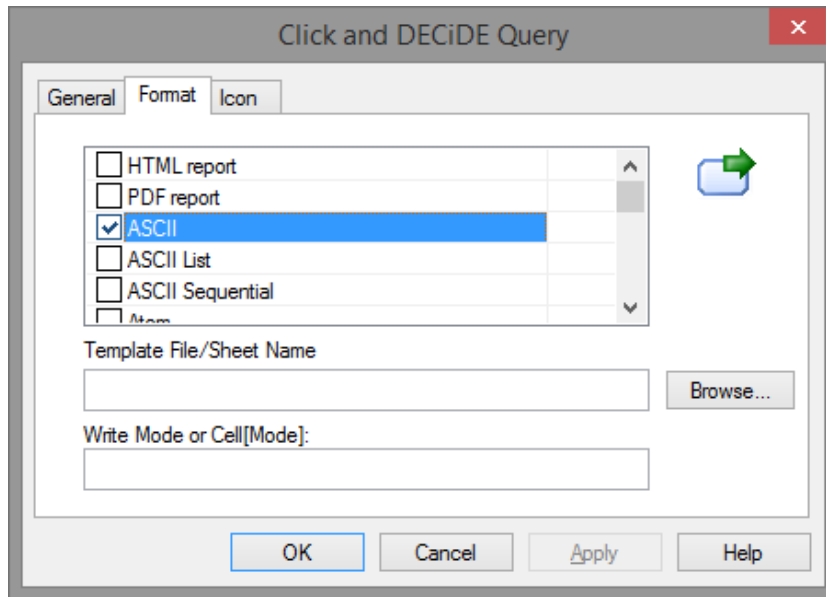 Click and DECiDE Query
General Format Icon
HTML report
PDF report
ASCII
ASCII List
ASCII Sequential
Atom
Template File/Sheet Name
Browse...
Write Mode or Cell[Mode]:
OK Cancel Apply Help